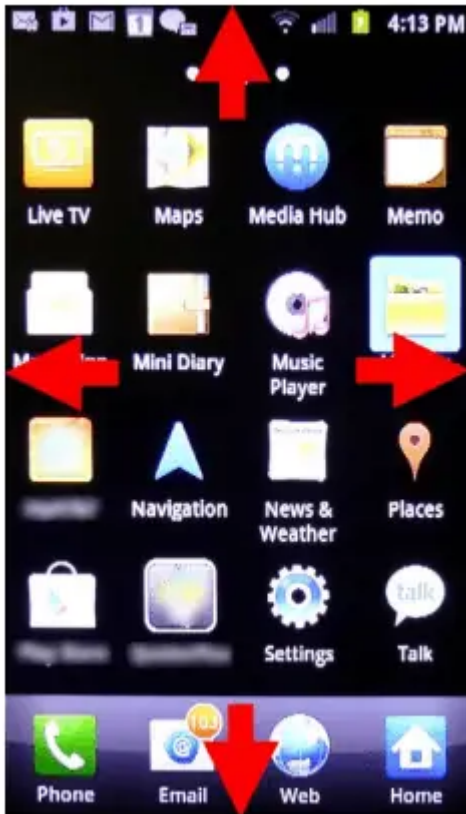 1
4:13 PM
Live TV
Maps
Media Hub
Memo
Mini Diary
Music
Player
Navigation
News &
Weather
Places
Settings
talk
Talk
103
Phone
Email
Web
Home